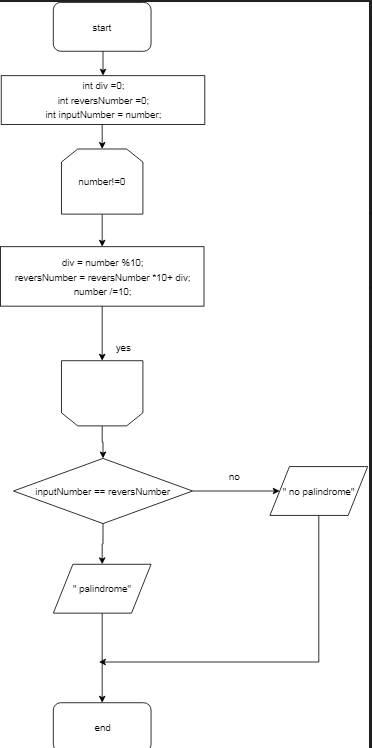 start
int div =0;
int reversNumber =0;
int inputNumber = number;
number!=0
div = number %10;
reversNumber = reversNumber *10+ div;
number /=10;
yes
inputNumber == reversNumber
no
" no palindrome"
" palindrome"
end